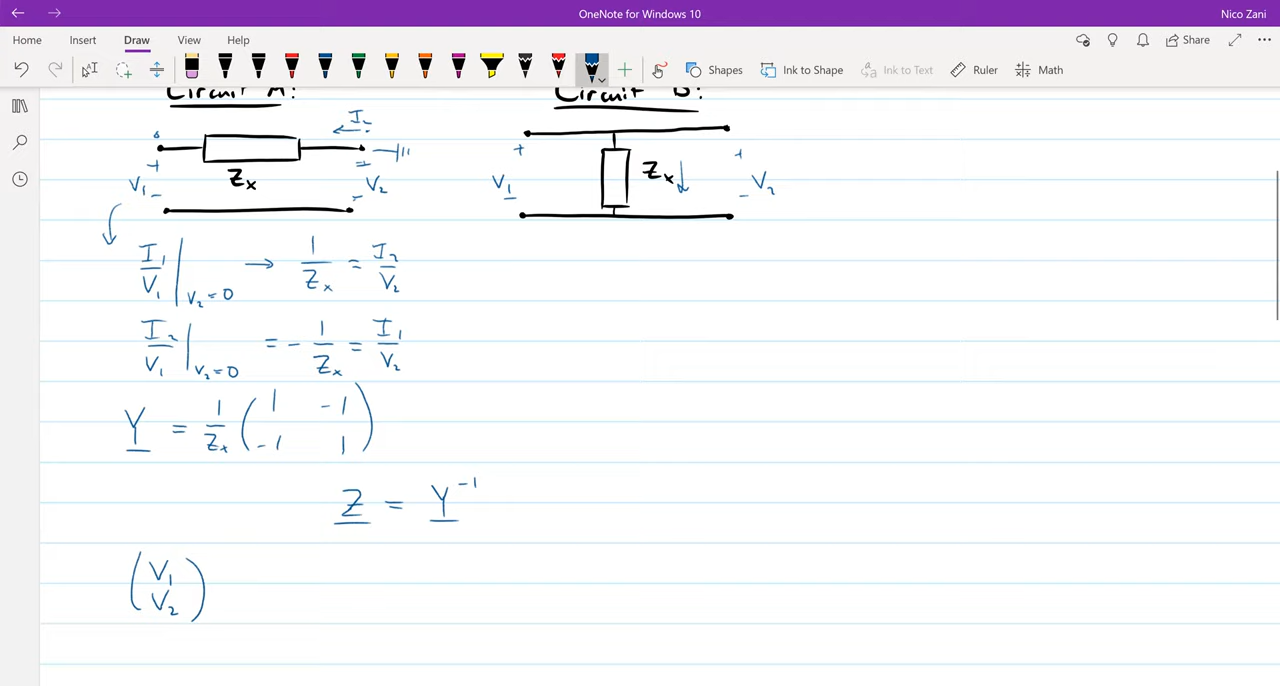 OneNote for Windows 10
Nico Zani
Home Insert Draw View Help
Share
Ink to Shape
Shapes
Ink to Text
Ruler
Math
Circuit A:
Circuit B:
I₂
Zx
V₁
+
-
+
-
V₂
V₁
+
-
Zx
+
-
V₂
I₁/V₁ |V₂=0 → 1/Zx = I₂/V₂
I₂/V₁ |V₂=0 = - 1/Zx = I₁/V₂
Y = 1/Zx ( 1 -1
-1 1 )
Z = Y⁻¹
( V₁
V₂ )